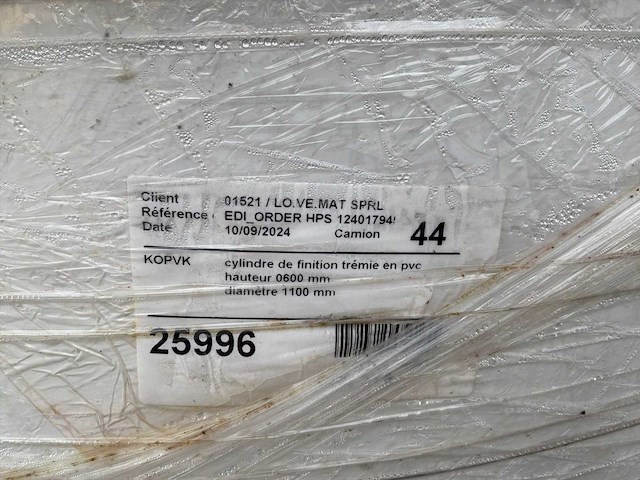 Client 01521 / LO.VE.MAT SPRL
Référence EDI_ORDER HPS 12401794
Date 10/09/2024 Camion 44
KOPVK cylindre de finition trémie en pvc
hauteur 0600 mm
diamètre 1100 mm
25996